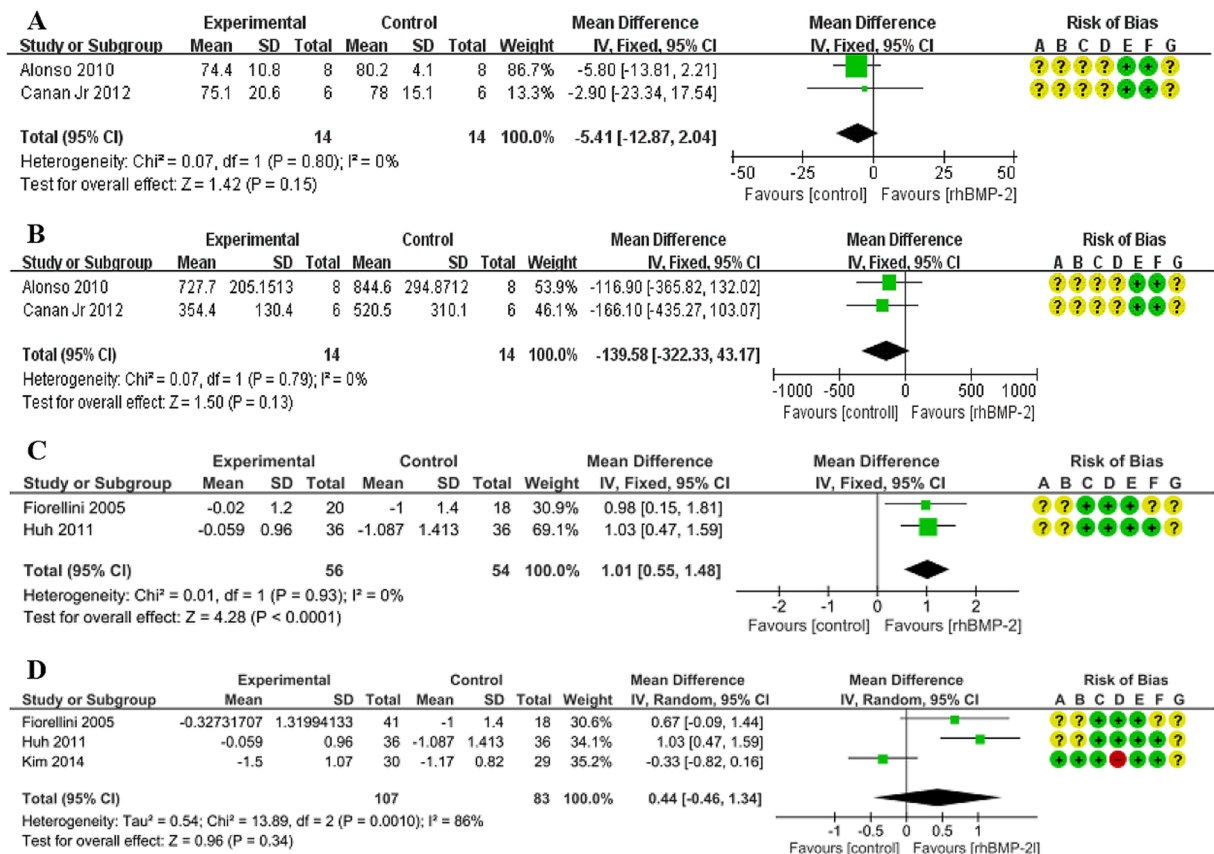 A
Experimental Control Mean Difference Mean Difference Risk of Bias
Study or Subgroup Mean SD Total Mean SD Total Weight IV, Fixed, 95% CI IV, Fixed, 95% CI A B C D E F G
Alonso 2010 74.4 10.8 8 80.2 4.1 8 86.7% -5.80 [-13.81, 2.21] ? ? ? ? + + ?
Canan Jr 2012 75.1 20.6 6 78 15.1 6 13.3% -2.90 [-23.34, 17.54] ? ? ? ? + + ?
Total (95% CI) 14 14 100.0% -5.41 [-12.87, 2.04]
Heterogeneity: Chi² = 0.07, df = 1 (P = 0.80); I² = 0%
Test for overall effect: Z = 1.42 (P = 0.15)
-50 -25 0 25 50
Favours [control] Favours [rhBMP-2]
B
Experimental Control Mean Difference Mean Difference Risk of Bias
Study or Subgroup Mean SD Total Mean SD Total Weight IV, Fixed, 95% CI IV, Fixed, 95% CI A B C D E F G
Alonso 2010 727.7 205.1513 8 844.6 294.8712 8 53.9% -116.90 [-365.82, 132.02] ? ? ? ? + + ?
Canan Jr 2012 354.4 130.4 6 520.5 310.1 6 46.1% -166.10 [-435.27, 103.07] ? ? ? ? + + ?
Total (95% CI) 14 14 100.0% -139.58 [-322.33, 43.17]
Heterogeneity: Chi² = 0.07, df = 1 (P = 0.79); I² = 0%
Test for overall effect: Z = 1.50 (P = 0.13)
-1000 -500 0 500 1000
Favours [controll] Favours [rhBMP-2]
C
Experimental Control Mean Difference Mean Difference Risk of Bias
Study or Subgroup Mean SD Total Mean SD Total Weight IV, Fixed, 95% CI IV, Fixed, 95% CI A B C D E F G
Fiorellini 2005 -0.02 1.2 20 -1 1.4 18 30.9% 0.98 [0.15, 1.81] ? ? + + + ? ?
Huh 2011 -0.059 0.96 36 -1.087 1.413 36 69.1% 1.03 [0.47, 1.59] ? ? + + + + ?
Total (95% CI) 56 54 100.0% 1.01 [0.55, 1.48]
Heterogeneity: Chi² = 0.01, df = 1 (P = 0.93); I² = 0%
Test for overall effect: Z = 4.28 (P < 0.0001)
-2 -1 0 1 2
Favours [control] Favours [rhBMP-2]
D
Experimental Control Mean Difference Mean Difference Risk of Bias
Study or Subgroup Mean SD Total Mean SD Total Weight IV, Random, 95% CI IV, Random, 95% CI A B C D E F G
Fiorellini 2005 -0.32731707 1.31994133 41 -1 1.4 18 30.6% 0.67 [-0.09, 1.44] ? ? + + + ? ?
Huh 2011 -0.059 0.96 36 -1.087 1.413 36 34.1% 1.03 [0.47, 1.59] ? ? + + + + ?
Kim 2014 -1.5 1.07 30 -1.17 0.82 29 35.2% -0.33 [-0.82, 0.16] + + + − + + ?
Total (95% CI) 107 83 100.0% 0.44 [-0.46, 1.34]
Heterogeneity: Tau² = 0.54; Chi² = 13.89, df = 2 (P = 0.0010); I² = 86%
Test for overall effect: Z = 0.96 (P = 0.34)
-1 -0.5 0 0.5 1
Favours [control] Favours [rhBMP-2l]